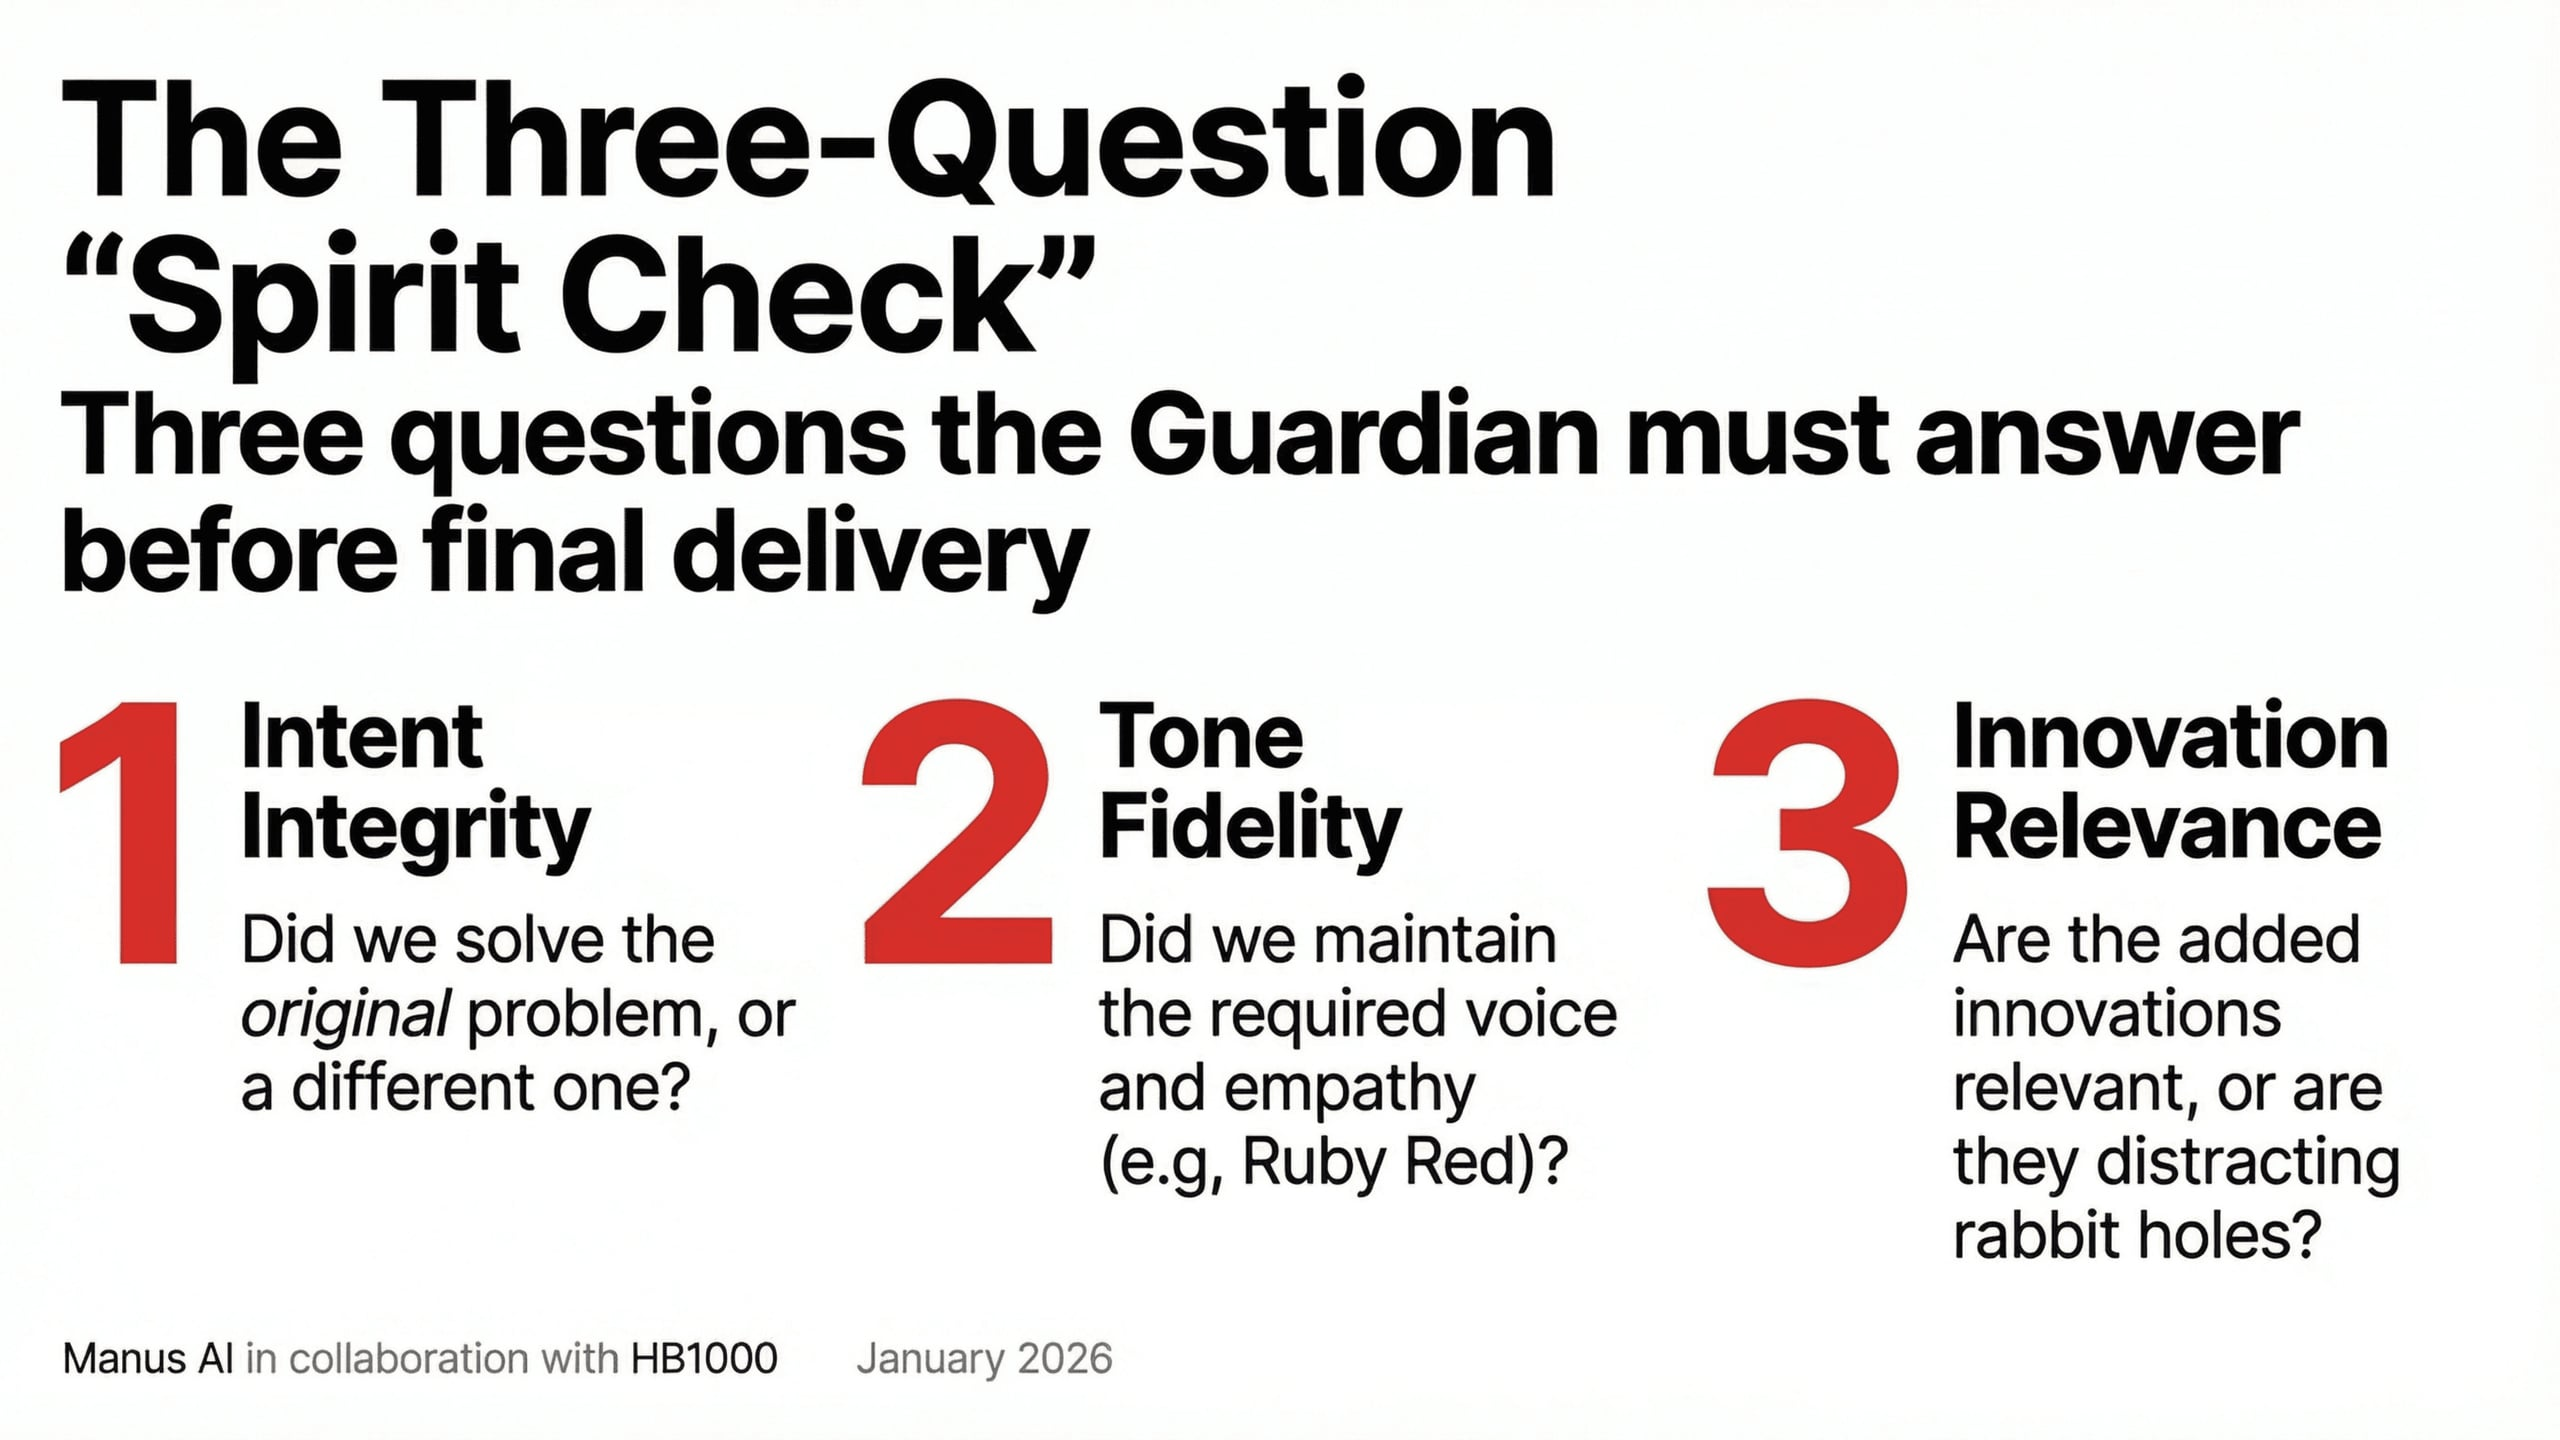 The Three-Question
“Spirit Check”
Three questions the Guardian must answer
before final delivery
1
Intent
Integrity
Did we solve the
original problem, or
a different one?
2
Tone
Fidelity
Did we maintain
the required voice
and empathy
(e.g, Ruby Red)?
3
Innovation
Relevance
Are the added
innovations
relevant, or are
they distracting
rabbit holes?
Manus AI in collaboration with HB1000 January 2026